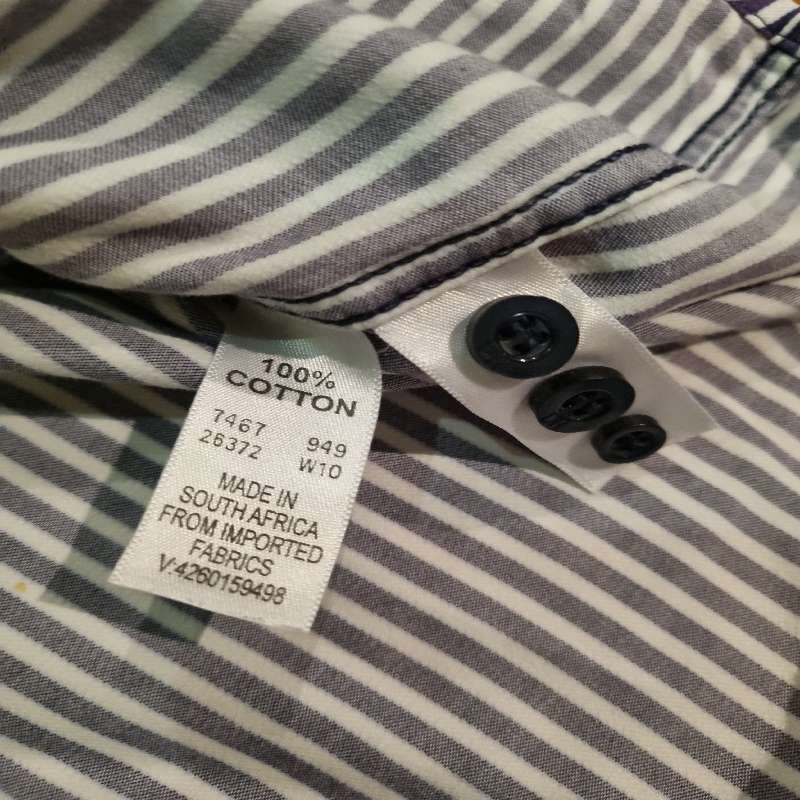 100%
COTTON
7467 949
26372 W10
MADE IN
SOUTH AFRICA
FROM IMPORTED
FABRICS
V:4260159498